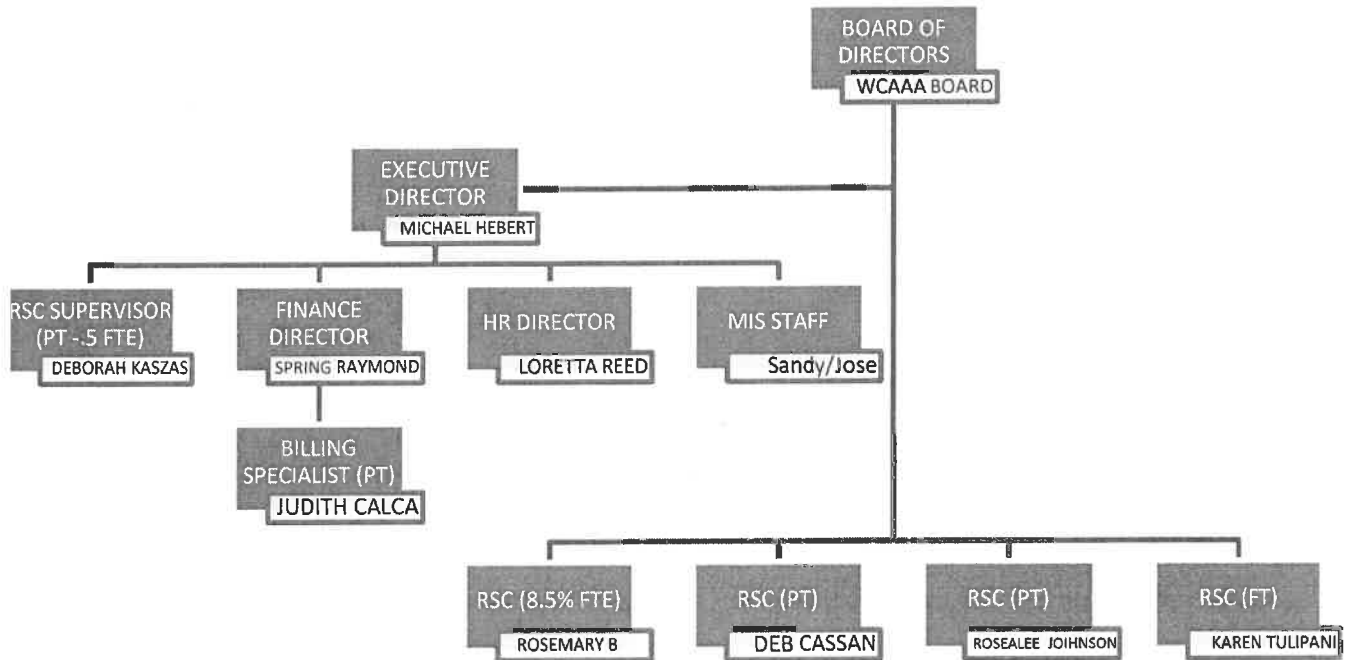 BOARD OF
DIRECTORS
WCAAA BOARD
EXECUTIVE
DIRECTOR
MICHAEL HEBERT
RSC SUPERVISOR
(PT -.5 FTE)
DEBORAH KASZAS
FINANCE
DIRECTOR
SPRING RAYMOND
HR DIRECTOR
LORETTA REED
MIS STAFF
Sandy/Jose
BILLING
SPECIALIST (PT)
JUDITH CALCA
RSC (8.5% FTE)
ROSEMARY B
RSC (PT)
DEB CASSAN
RSC (PT)
ROSEALEE JOIHNSON
RSC (FT)
KAREN TULIPANI